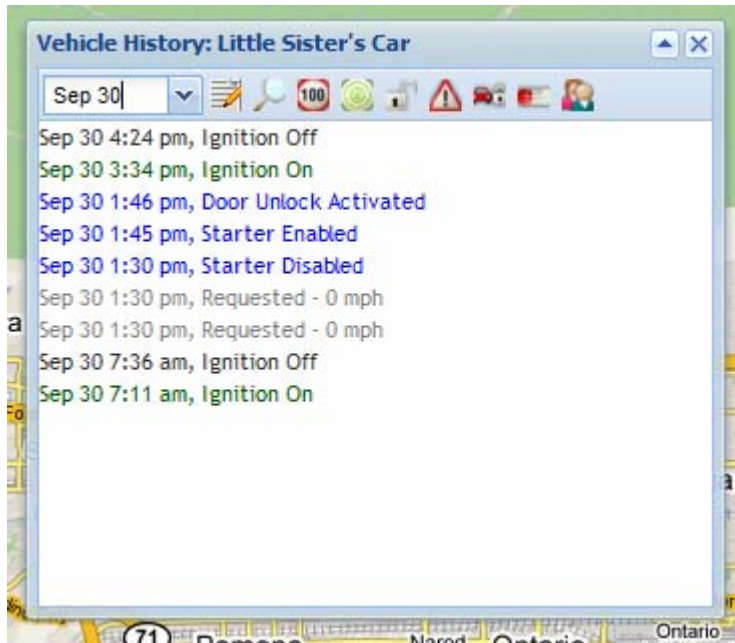 Vehicle History: Little Sister's Car
Sep 30
100
Sep 30 4:24 pm, Ignition Off
Sep 30 3:34 pm, Ignition On
Sep 30 1:46 pm, Door Unlock Activated
Sep 30 1:45 pm, Starter Enabled
Sep 30 1:30 pm, Starter Disabled
Sep 30 1:30 pm, Requested - 0 mph
Sep 30 1:30 pm, Requested - 0 mph
Sep 30 7:36 am, Ignition Off
Sep 30 7:11 am, Ignition On
71
Ontario
Ontario